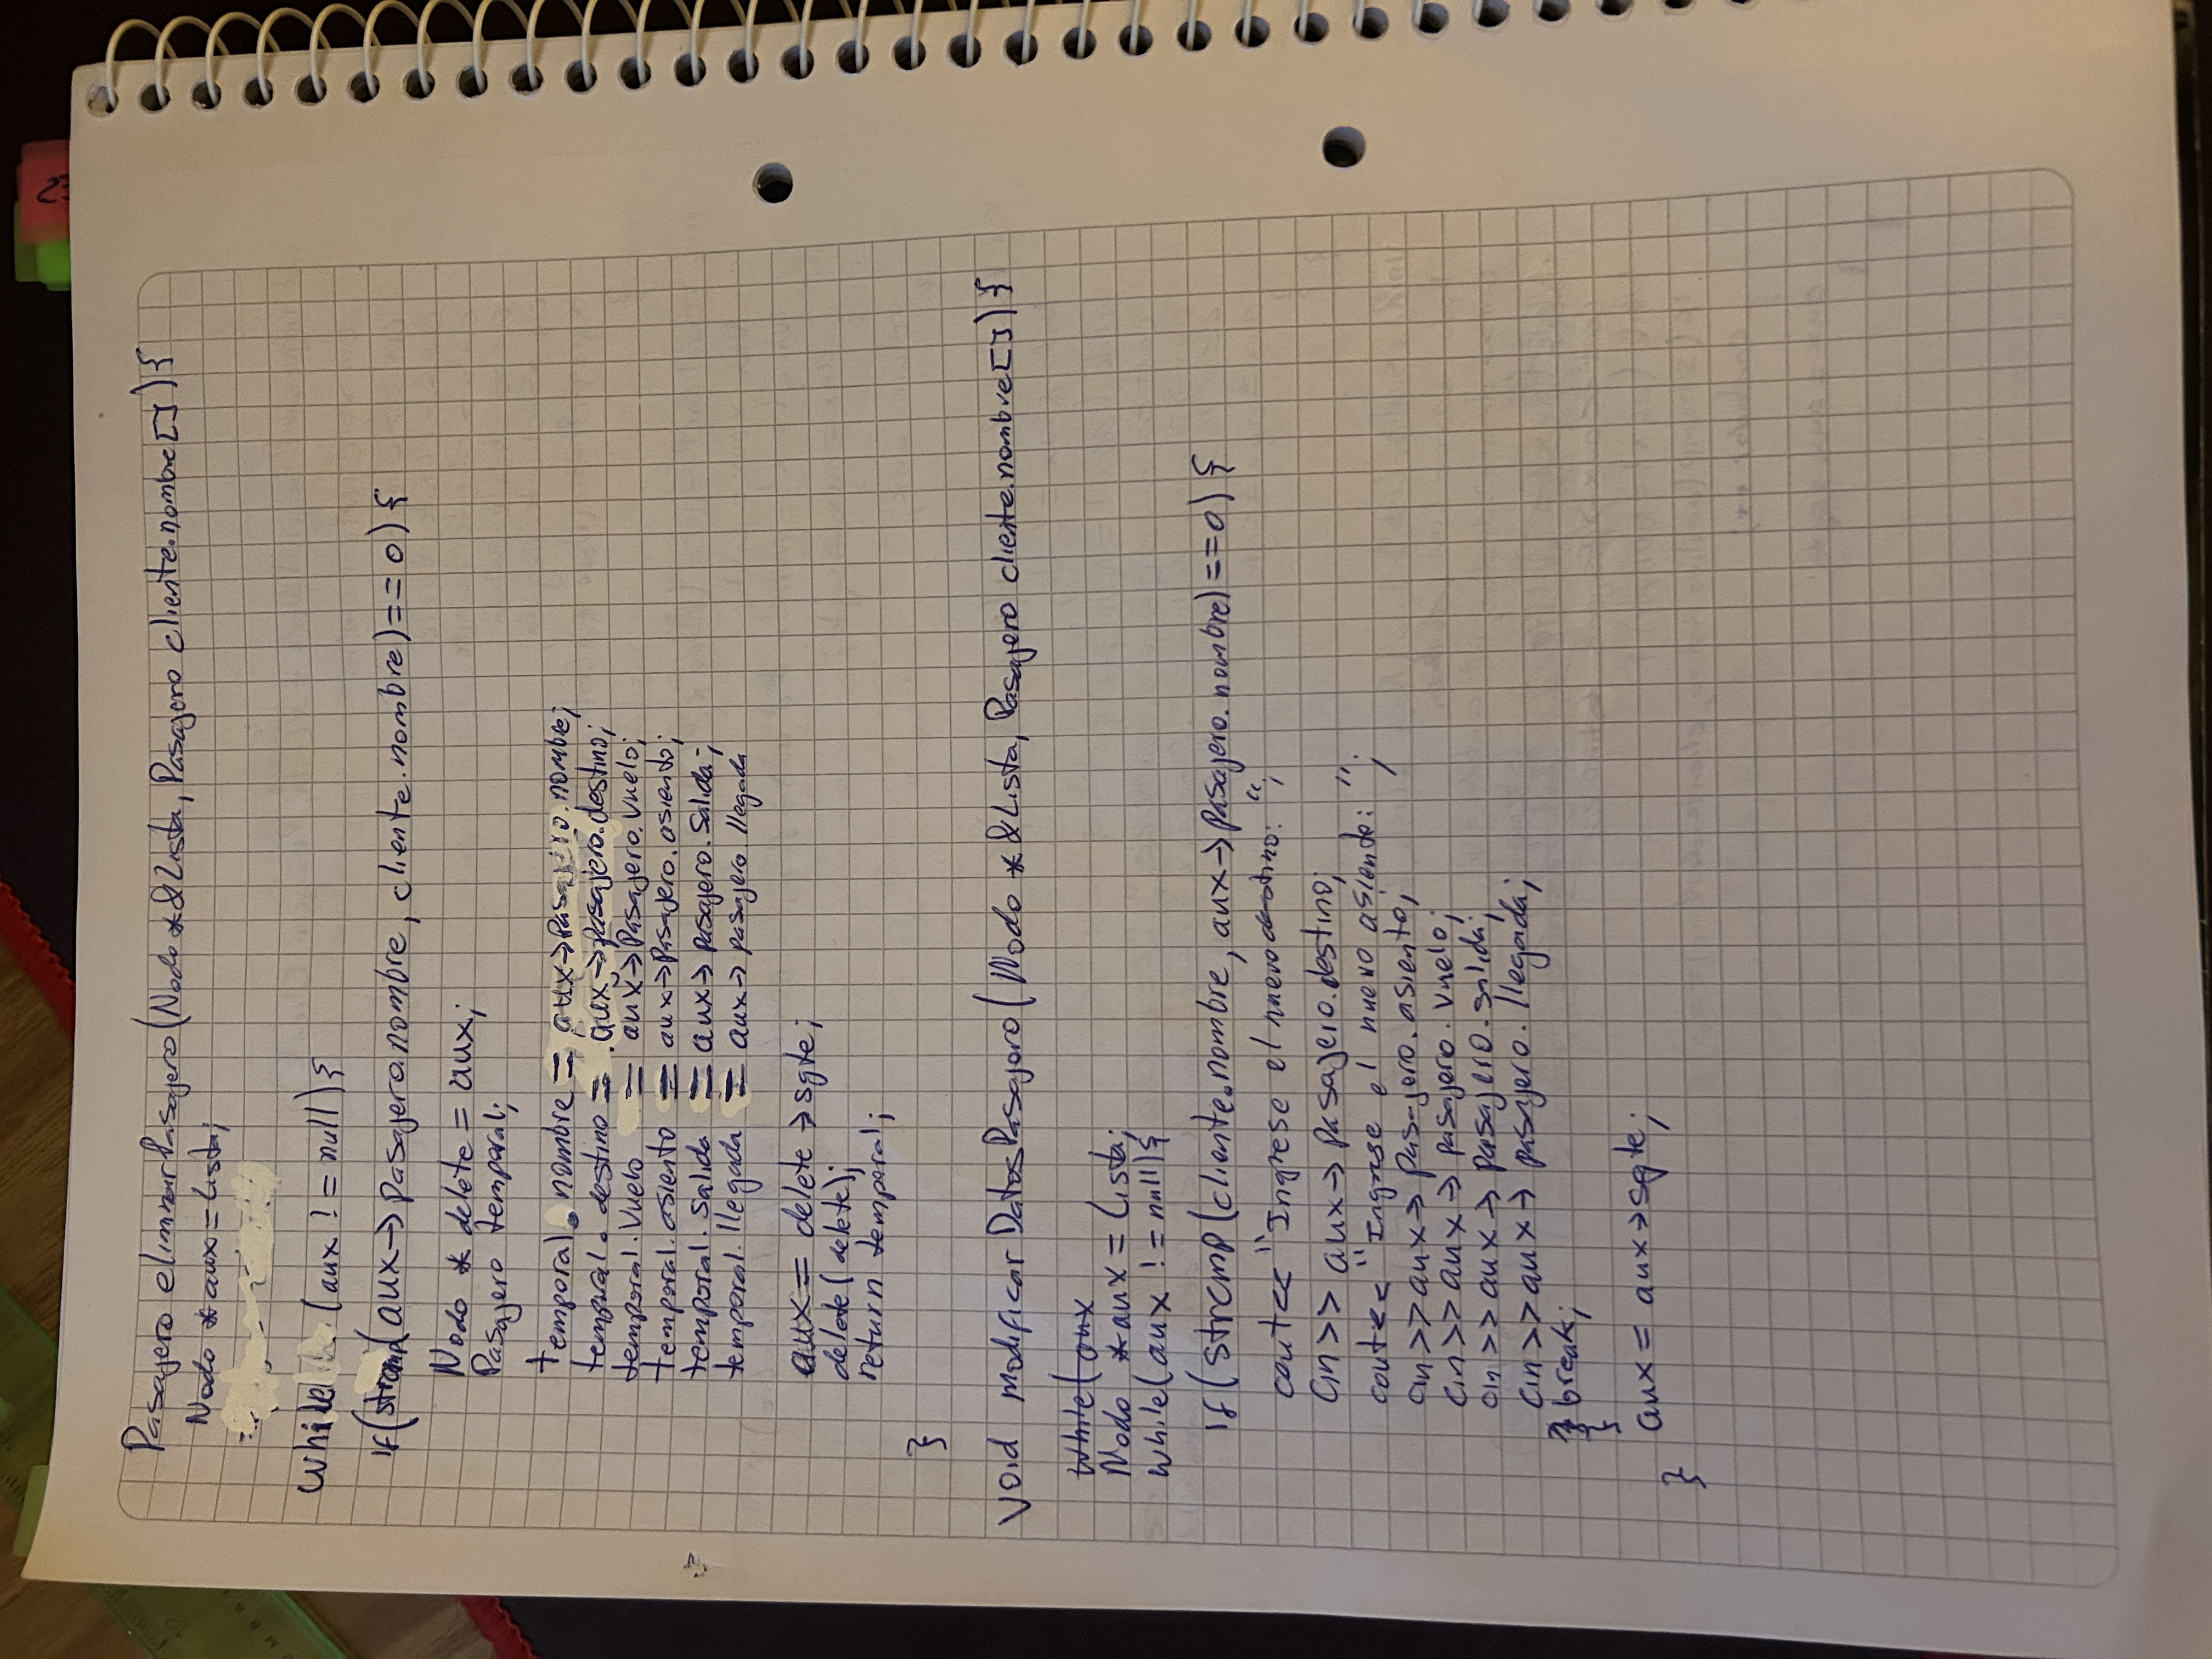 Pasajero eliminarPasajero(Nodo *&Lista, Pasajero cliente.nombre[]){
Nodo *aux = Lista;
while (aux != null){
if(strcmp(aux->pasajero.nombre, cliente.nombre)==0){
Nodo * delete = aux;
Pasajero temporal;
temporal.nombre = aux->pasajero.nombre;
temporal.destino = aux->pasajero.destino;
temporal.vuelo = aux->Pasajero.vuelo;
temporal.asiento = aux->Pasajero.asiento;
temporal.salida = aux->pasajero.salida;
temporal.llegada = aux->pasajero llegada
aux = delete->sgte;
delete(delete);
return temporal;
}
Void modificarDatosPasajero(Nodo *&Lista, Pasajero cliente.nombre[]){
while(aux
Nodo *aux = Lista;
while(aux != null){
if(strcmp(cliente.nombre, aux->pasajero.nombre)==0){
cout<< "Ingrese el nuevo destino: ";
cin>> aux->pasajero.destino;
cout<< "Ingrese el nuevo asiento: ";
cin>>aux->pasajero.asiento;
cin>>aux->pasajero.vuelo;
cin>>aux->pasajero.salida;
cin>>aux->pasajero.llegada;
break;
}
aux = aux->sgte;
}